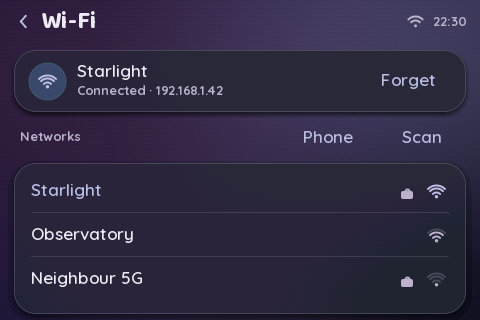 Wi-Fi
22:30
Starlight
Connected · 192.168.1.42
Forget
Networks
Phone
Scan
Starlight
Observatory
Neighbour 5G